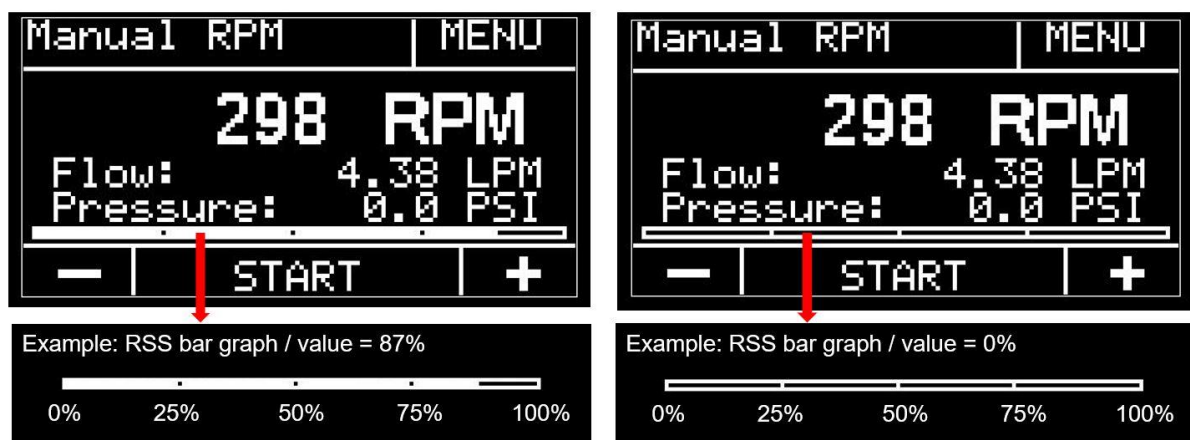 Manual RPM MENU
298 RPM
Flow: 4.38 LPM
Pressure: 0.0 PSI
− START +
Example: RSS bar graph / value = 87%
0% 25% 50% 75% 100%
Manual RPM MENU
298 RPM
Flow: 4.38 LPM
Pressure: 0.0 PSI
− START +
Example: RSS bar graph / value = 0%
0% 25% 50% 75% 100%